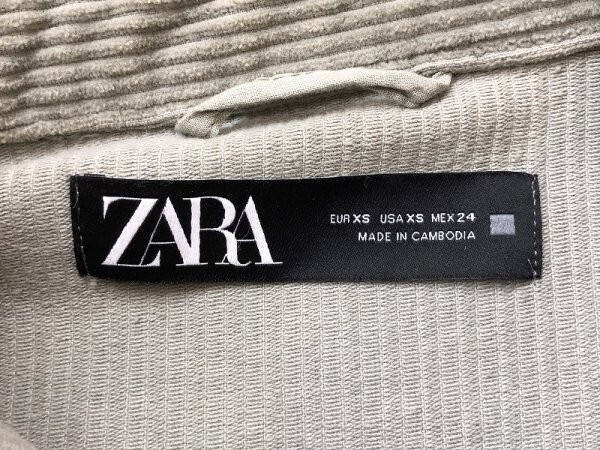 ZARA
EUR XS USA XS MEX 24
MADE IN CAMBODIA